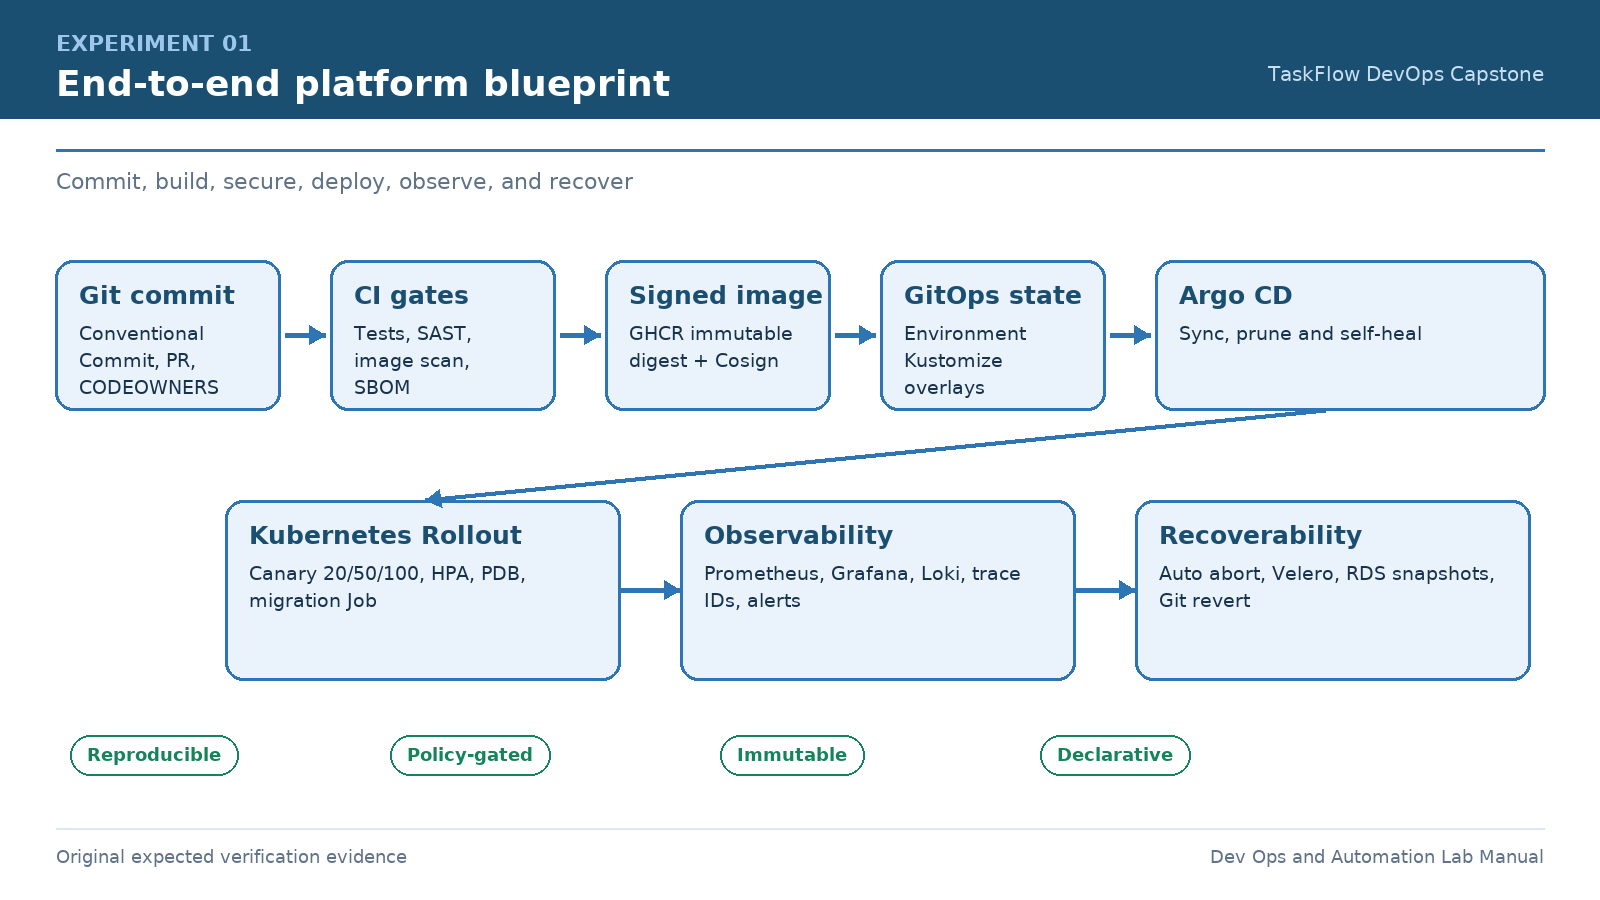 EXPERIMENT 01
End-to-end platform blueprint
TaskFlow DevOps Capstone
Commit, build, secure, deploy, observe, and recover
Git commit
Conventional
Commit, PR,
CODEOWNERS
CI gates
Tests, SAST,
image scan,
SBOM
Signed image
GHCR immutable
digest + Cosign
GitOps state
Environment
Kustomize
overlays
Argo CD
Sync, prune and self-heal
Kubernetes Rollout
Canary 20/50/100, HPA, PDB,
migration Job
Observability
Prometheus, Grafana, Loki, trace
IDs, alerts
Recoverability
Auto abort, Velero, RDS snapshots,
Git revert
Reproducible
Policy-gated
Immutable
Declarative
Original expected verification evidence
Dev Ops and Automation Lab Manual